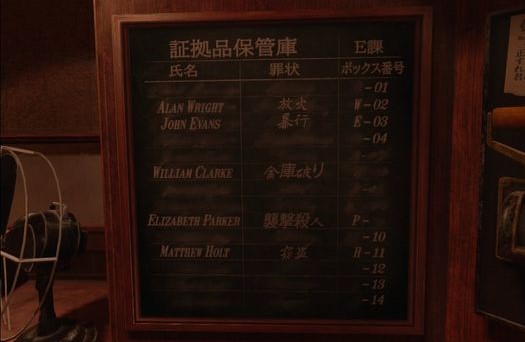 証拠品保管庫 E課
氏名 罪状 ボックス番号
-01
ALAN WRIGHT 放火 W-02
JOHN EVANS 暴行 E-03
-04
WILLIAM CLARKE 金庫破り
ELIZABETH PARKER 襲撃殺人 P-
-10
MATTHEW HOLT 窃盗 H-11
-12
-13
-14